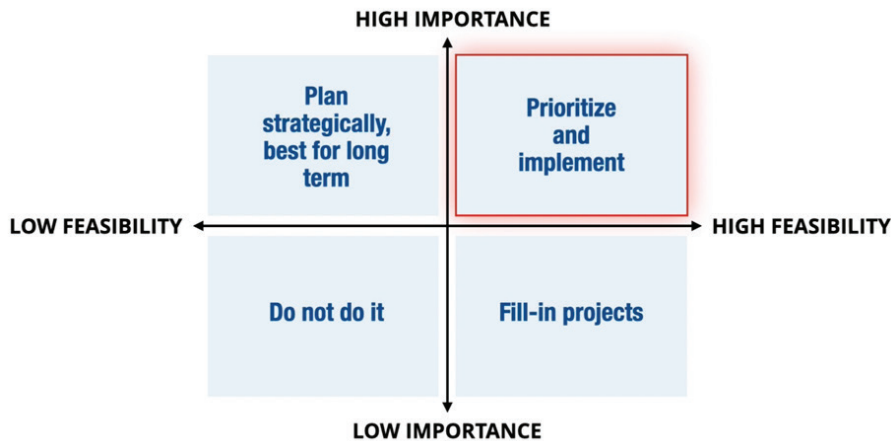 HIGH IMPORTANCE
Plan
strategically,
best for long
term
Prioritize
and
implement
LOW FEASIBILITY
HIGH FEASIBILITY
Do not do it
Fill-in projects
LOW IMPORTANCE